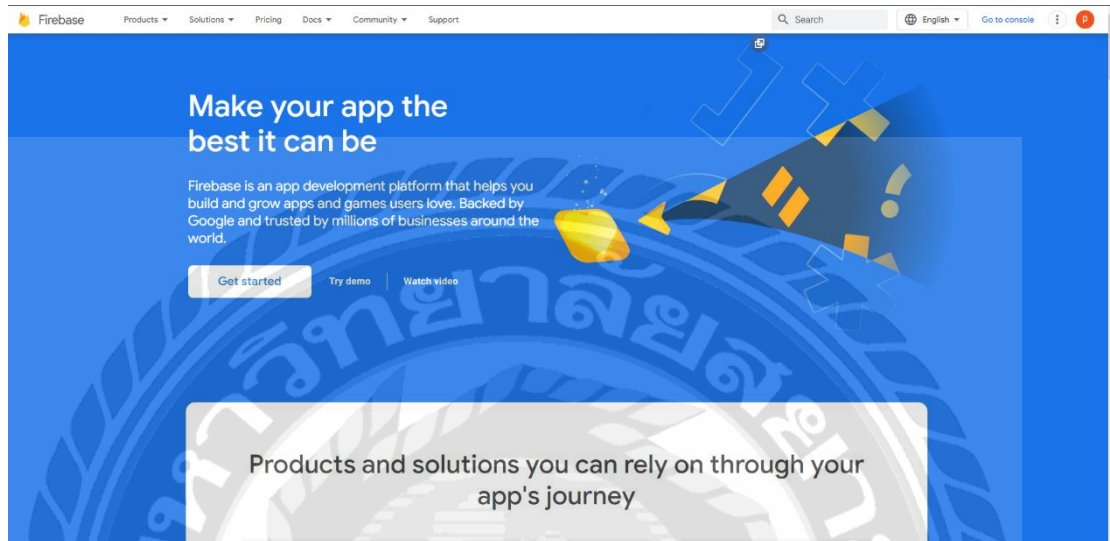 Firebase
Products
Solutions
Pricing
Docs
Community
Support
Search
English
Go to console
P
Make your app the
best it can be
Firebase is an app development platform that helps you
build and grow apps and games users love. Backed by
Google and trusted by millions of businesses around the
world.
Get started
Try demo
Watch video
Products and solutions you can rely on through your
app's journey